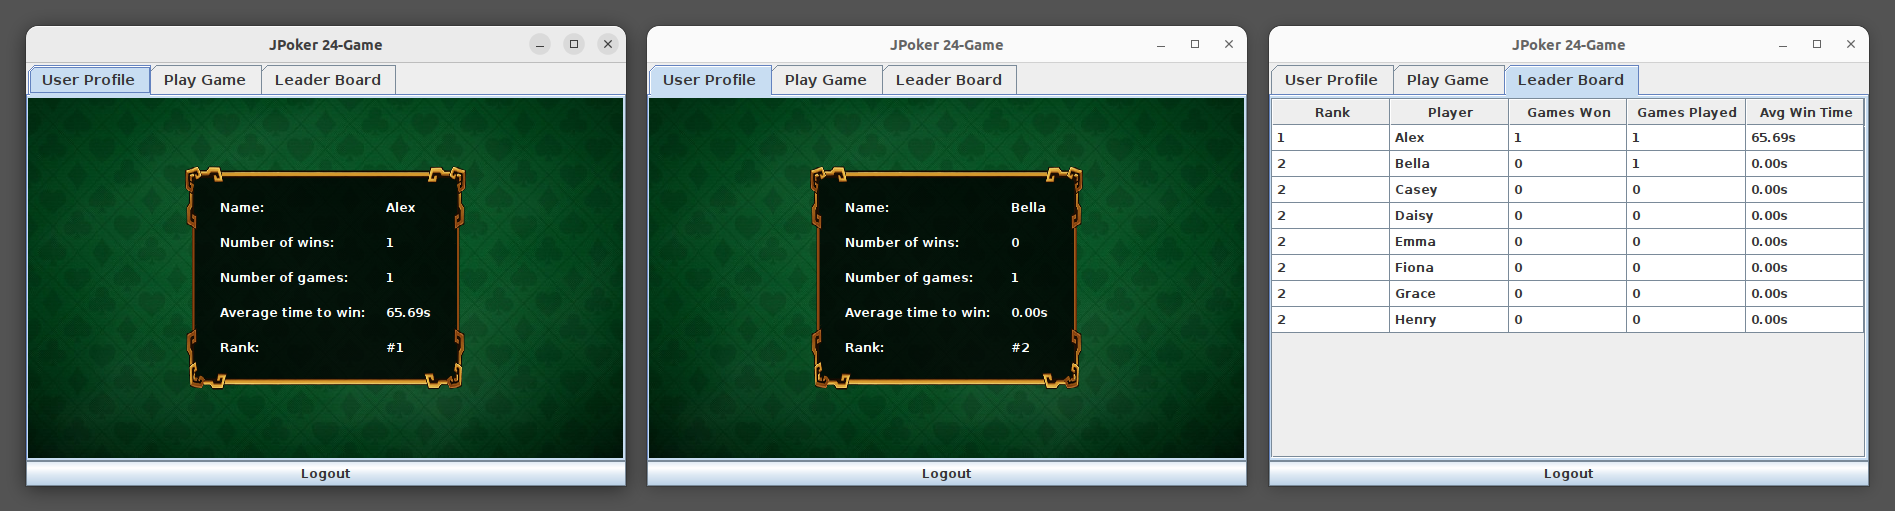 JPoker 24-Game
User Profile Play Game Leader Board
Name: Alex
Number of wins: 1
Number of games: 1
Average time to win: 65.69s
Rank: #1
Logout
JPoker 24-Game
User Profile Play Game Leader Board
Name: Bella
Number of wins: 0
Number of games: 1
Average time to win: 0.00s
Rank: #2
Logout
JPoker 24-Game
User Profile Play Game Leader Board
Rank Player Games Won Games Played Avg Win Time
1 Alex 1 1 65.69s
2 Bella 0 1 0.00s
2 Casey 0 0 0.00s
2 Daisy 0 0 0.00s
2 Emma 0 0 0.00s
2 Fiona 0 0 0.00s
2 Grace 0 0 0.00s
2 Henry 0 0 0.00s
Logout